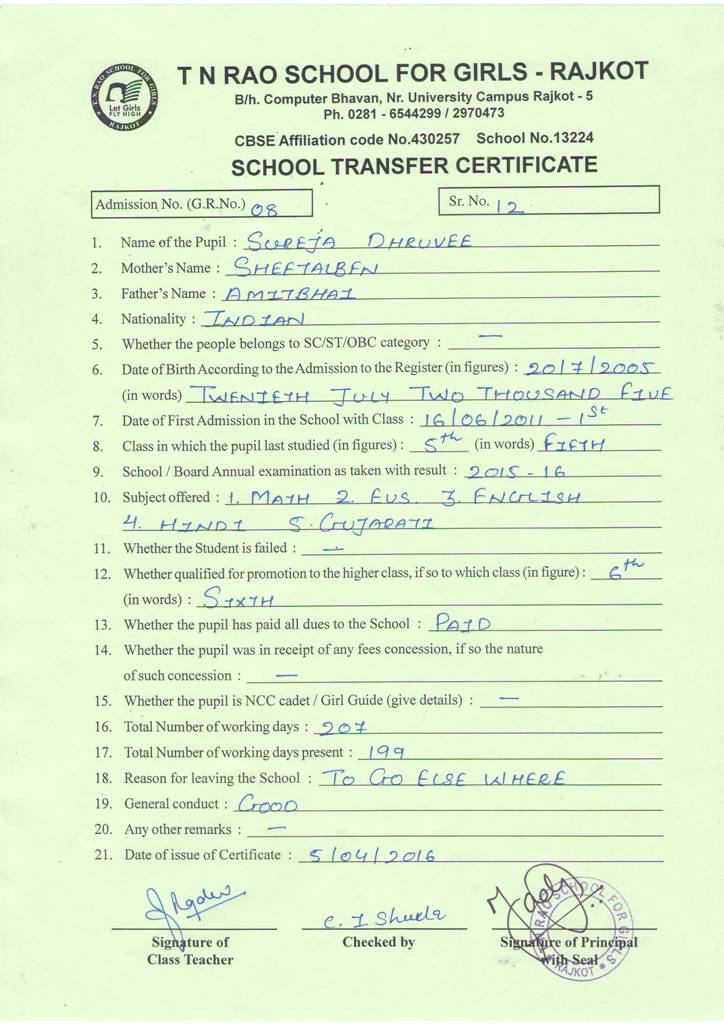 T. N. RAO SCHOOL FOR GIRLS
Let Girls
FLY HIGH
RAJKOT
T N RAO SCHOOL FOR GIRLS - RAJKOT
B/h. Computer Bhavan, Nr. University Campus Rajkot - 5
Ph. 0281 - 6544299 / 2970473
CBSE Affiliation code No.430257 School No.13224
SCHOOL TRANSFER CERTIFICATE
Admission No. (G.R.No.) 08 Sr. No. 12
1. Name of the Pupil : SUREJA DHRUVEE
2. Mother's Name : SHEETALBEN
3. Father's Name : AMITBHAI
4. Nationality : INDIAN
5. Whether the people belongs to SC/ST/OBC category : —
6. Date of Birth According to the Admission to the Register (in figures) : 20/7/2005
(in words) TWENTIETH JULY TWO THOUSAND FIVE
7. Date of First Admission in the School with Class : 16/06/2011 – 1st
8. Class in which the pupil last studied (in figures) : 5th (in words) FIFTH
9. School / Board Annual examination as taken with result : 2015-16
10. Subject offered : 1. MATH 2. EVS. 3. ENGLISH
4. HINDI 5. GUJARATI
11. Whether the Student is failed : —
12. Whether qualified for promotion to the higher class, if so to which class (in figure) : 6th
(in words) : SIXTH
13. Whether the pupil has paid all dues to the School : PAID
14. Whether the pupil was in receipt of any fees concession, if so the nature
of such concession : —
15. Whether the pupil is NCC cadet / Girl Guide (give details) : —
16. Total Number of working days : 207
17. Total Number of working days present : 199
18. Reason for leaving the School : TO GO ELSE WHERE
19. General conduct : GOOD
20. Any other remarks : —
21. Date of issue of Certificate : 5/04/2016
Signature of Checked by Signature of Principal
Class Teacher with Seal
RAO SCHOOL FOR GIRLS
RAJKOT